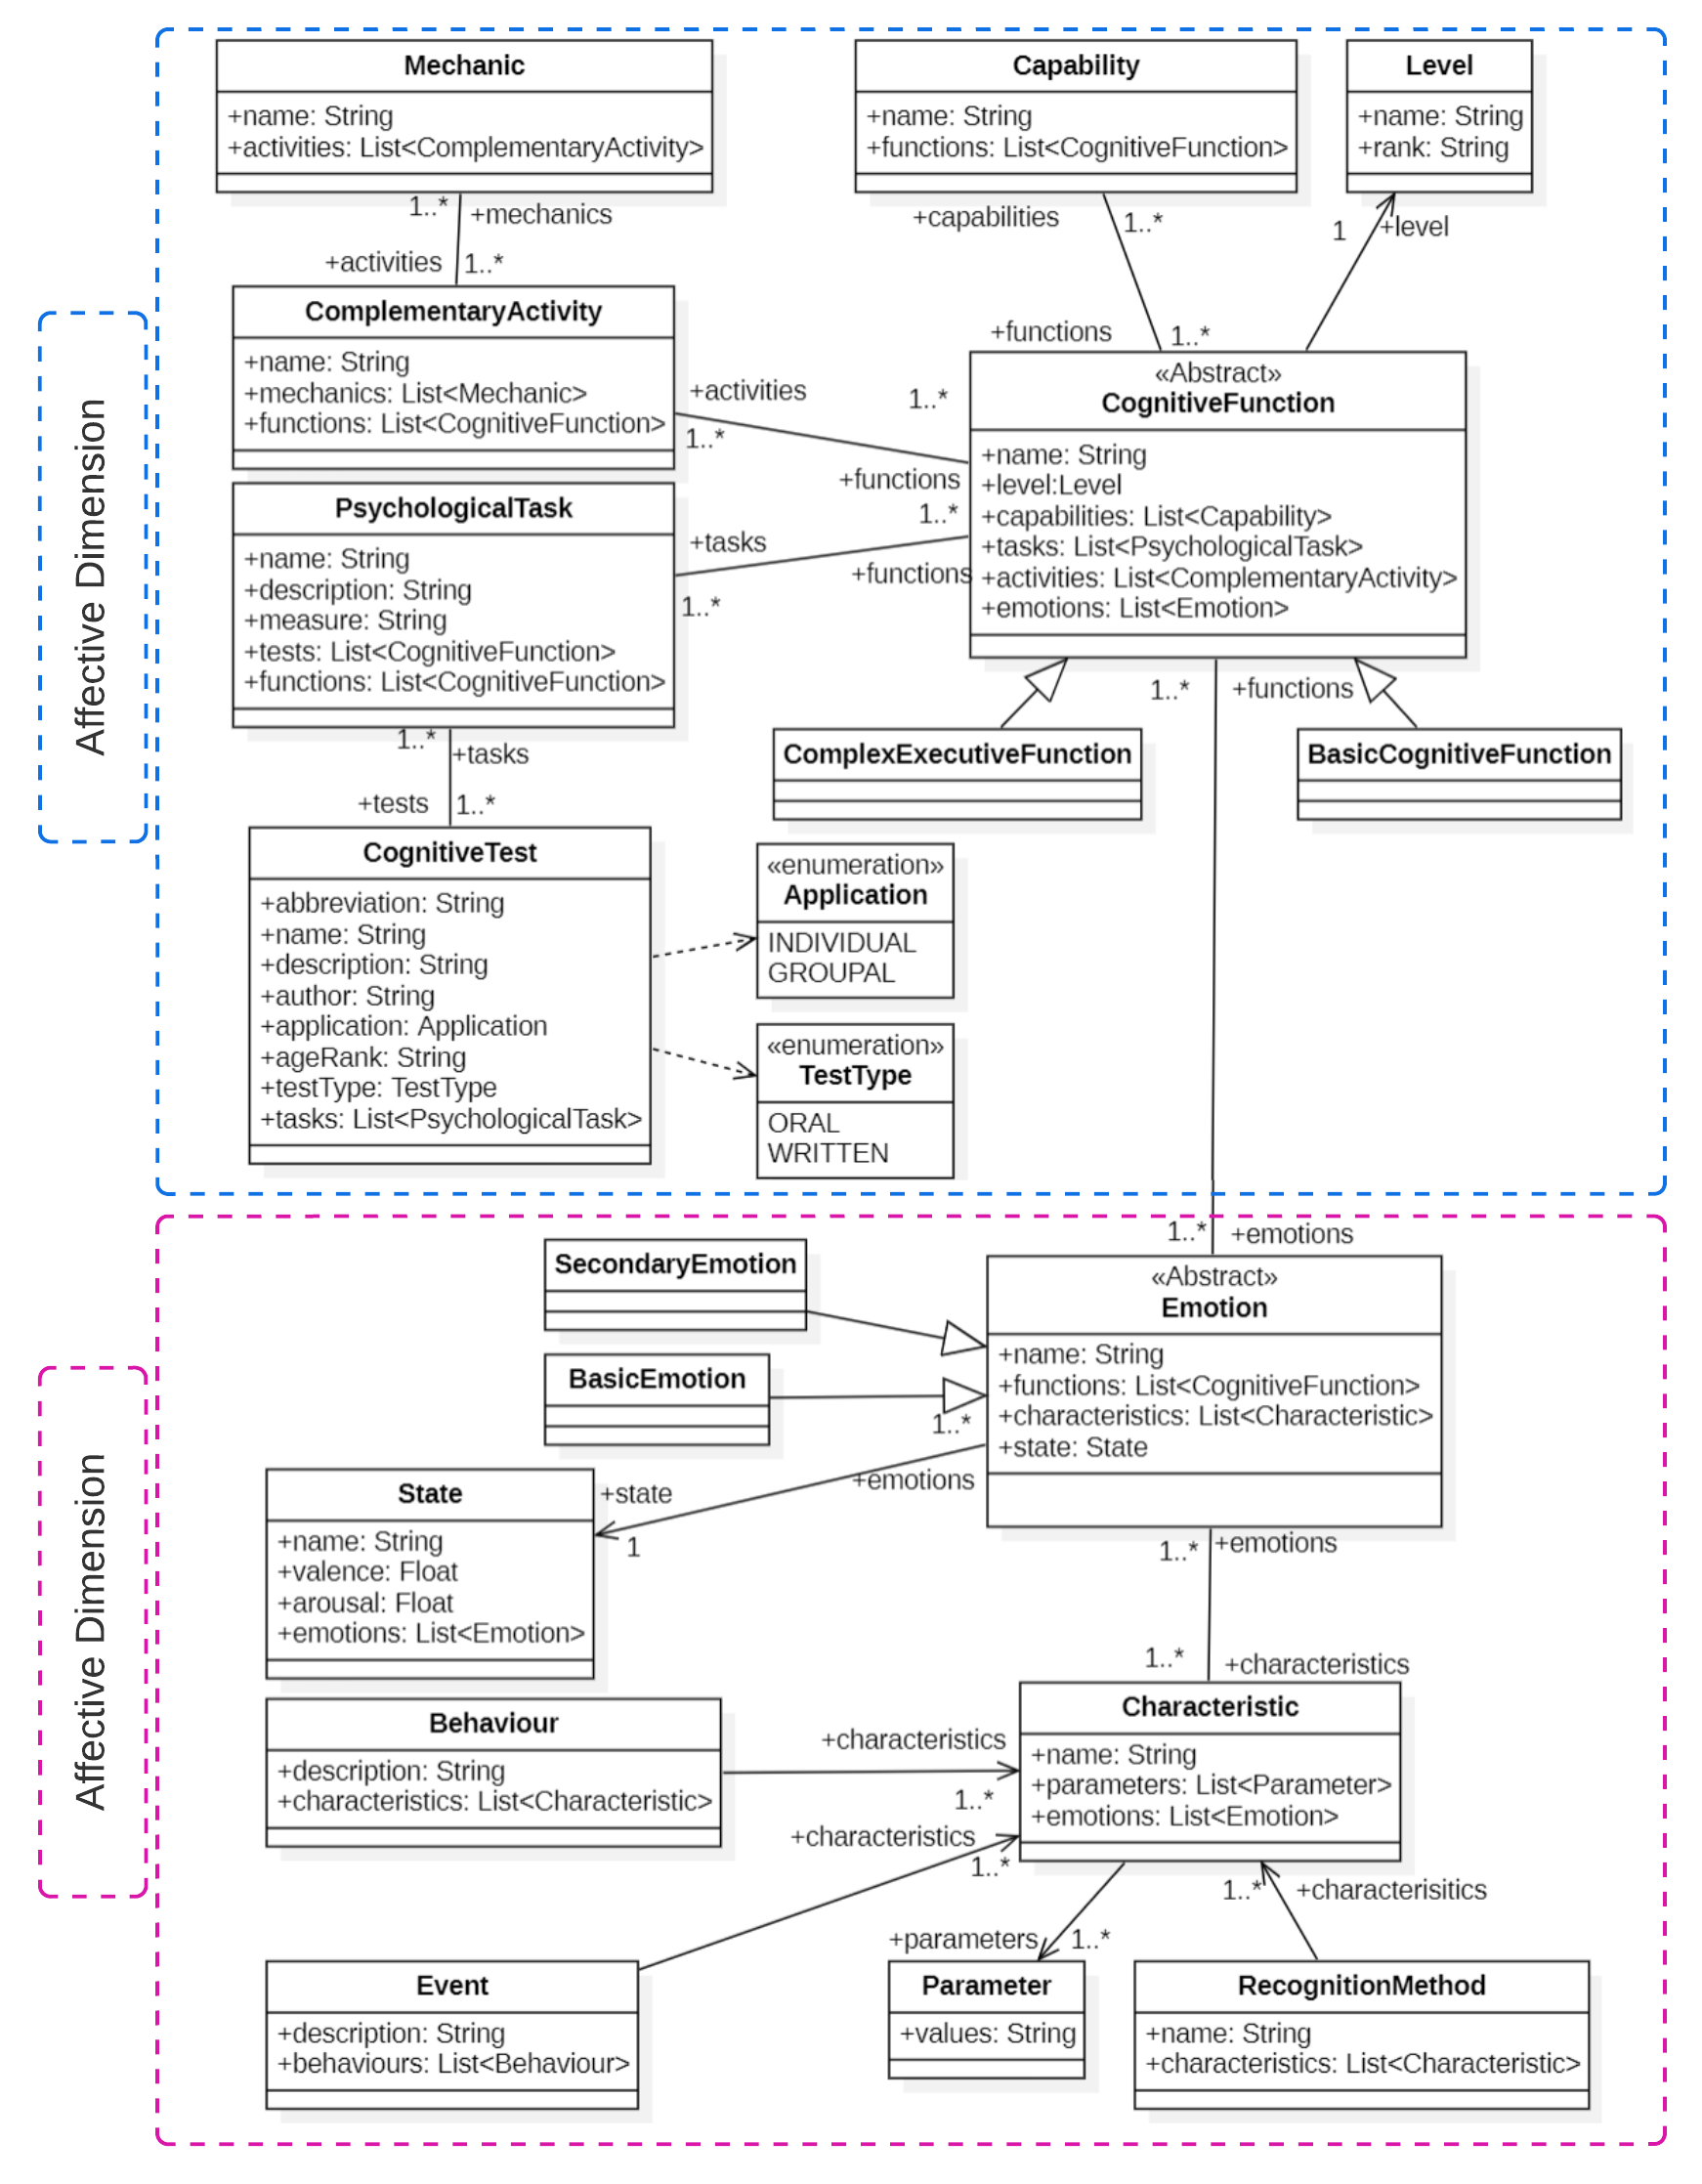 Affective Dimension
Mechanic
+name: String
+activities: List<ComplementaryActivity>
1..*
+mechanics
+activities
1..*
Capability
+name: String
+functions: List<CognitiveFunction>
+capabilities
1..*
+functions
1..*
Level
+name: String
+rank: String
1
+level
ComplementaryActivity
+name: String
+mechanics: List<Mechanic>
+functions: List<CognitiveFunction>
+activities
1..*
1..*
+functions
«Abstract»
CognitiveFunction
+name: String
+level:Level
+capabilities: List<Capability>
+tasks: List<PsychologicalTask>
+activities: List<ComplementaryActivity>
+emotions: List<Emotion>
PsychologicalTask
+name: String
+description: String
+measure: String
+tests: List<CognitiveFunction>
+functions: List<CognitiveFunction>
+tasks
1..*
1..*
+functions
1..*
+tasks
+tests
1..*
1..*
+functions
ComplexExecutiveFunction
BasicCognitiveFunction
CognitiveTest
+abbreviation: String
+name: String
+description: String
+author: String
+application: Application
+ageRank: String
+testType: TestType
+tasks: List<PsychologicalTask>
«enumeration»
Application
INDIVIDUAL
GROUPAL
«enumeration»
TestType
ORAL
WRITTEN
Affective Dimension
1..*
+emotions
SecondaryEmotion
BasicEmotion
«Abstract»
Emotion
+name: String
+functions: List<CognitiveFunction>
+characteristics: List<Characteristic>
+state: State
1..*
+emotions
+state
1
State
+name: String
+valence: Float
+arousal: Float
+emotions: List<Emotion>
1..*
+emotions
1..*
+characteristics
Behaviour
+description: String
+characteristics: List<Characteristic>
+characteristics
1..*
Characteristic
+name: String
+parameters: List<Parameter>
+emotions: List<Emotion>
+characteristics
1..*
1..*
+characterisitics
+parameters
1..*
Event
+description: String
+behaviours: List<Behaviour>
Parameter
+values: String
RecognitionMethod
+name: String
+characteristics: List<Characteristic>